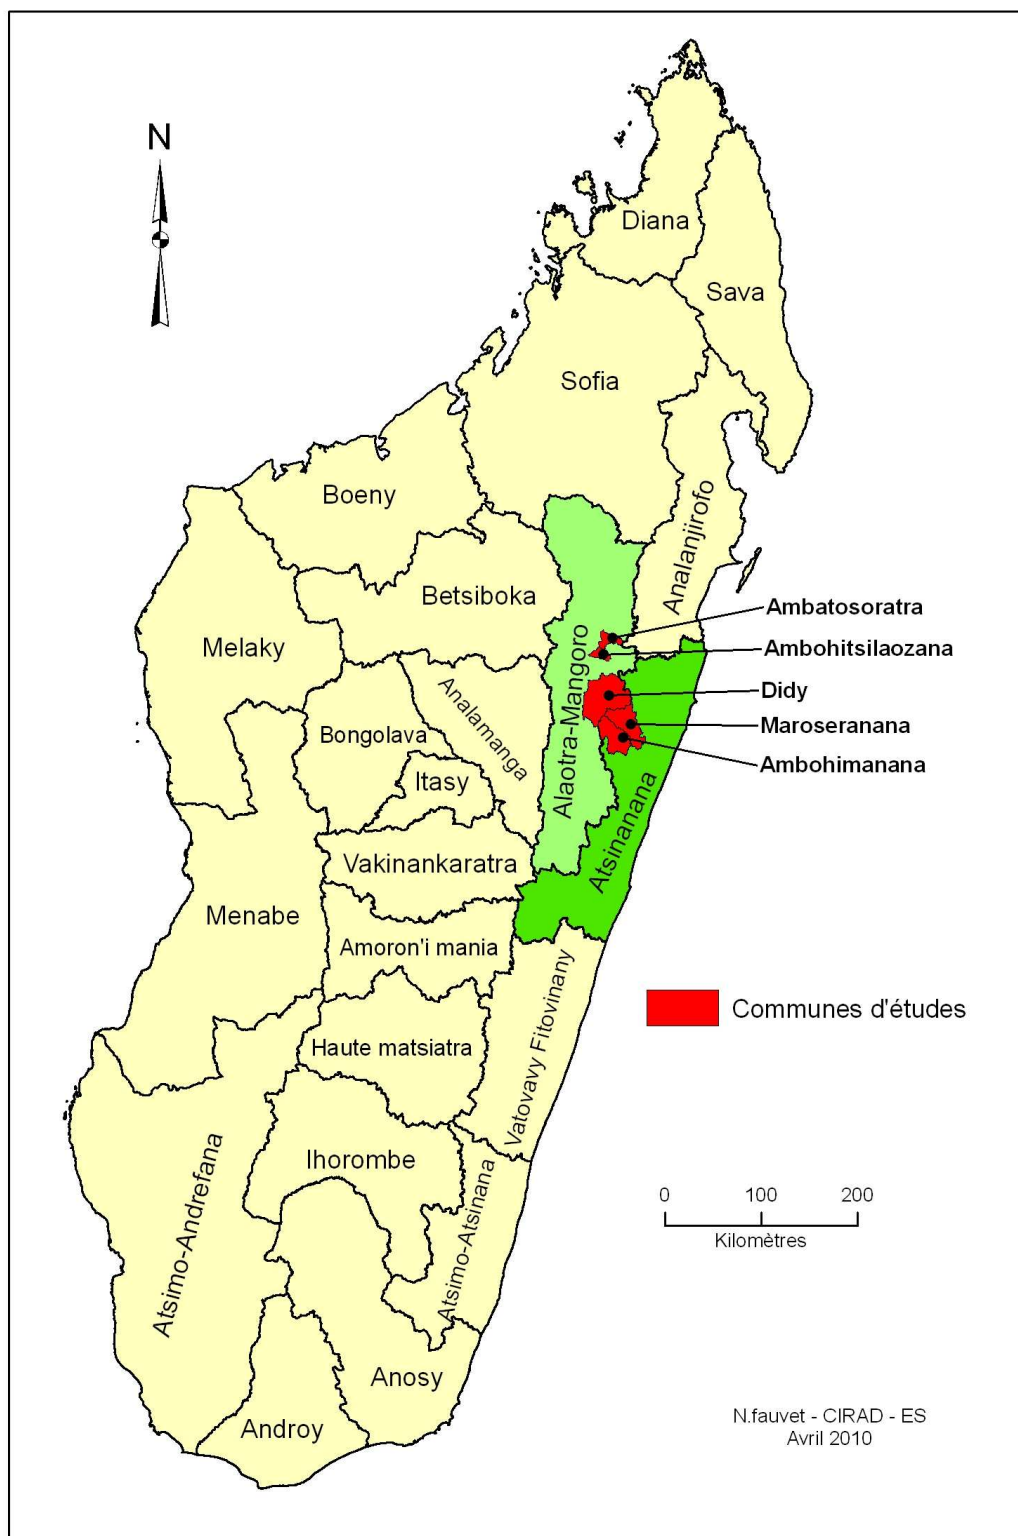 N
Diana
Sava
Sofia
Boeny
Analanjirofo
Betsiboka
Ambatosoratra
Melaky
Ambohitsilaozana
Alaotra-Mangoro
Didy
Analamanga
Maroseranana
Bongolava
Ambohimanana
Itasy
Atsinanana
Vakinankaratra
Menabe
Amoron'i mania
Communes d'études
Vatovavy Fitovinany
Haute matsiatra
Ihorombe
Atsimo-Andrefana
Atsimo-Atsinana
0 100 200
Kilomètres
Anosy
Androy
N.fauvet - CIRAD - ES
Avril 2010